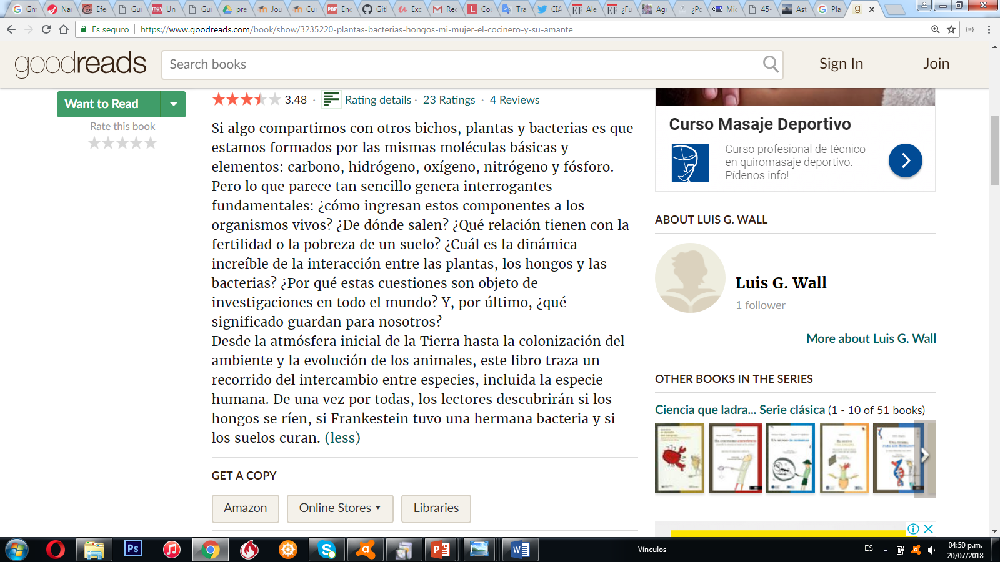 Gm
Nar
Efe
Gui
Un
Gui
pre
Jou
Cur
Enc
Git
Exc
Rec
Cou
Tra
CIA
Ale
¿Fu
Agu
¿Po
Mic
45-
Ast
Pla
Es seguro
https://www.goodreads.com/book/show/3235220-plantas-bacterias-hongos-mi-mujer-el-cocinero-y-su-amante
goodreads
Search books
Sign In
Join
Want to Read
Rate this book
3.48 · Rating details · 23 Ratings · 4 Reviews
Si algo compartimos con otros bichos, plantas y bacterias es que
estamos formados por las mismas moléculas básicas y
elementos: carbono, hidrógeno, oxígeno, nitrógeno y fósforo.
Pero lo que parece tan sencillo genera interrogantes
fundamentales: ¿cómo ingresan estos componentes a los
organismos vivos? ¿De dónde salen? ¿Qué relación tienen con la
fertilidad o la pobreza de un suelo? ¿Cuál es la dinámica
increíble de la interacción entre las plantas, los hongos y las
bacterias? ¿Por qué estas cuestiones son objeto de
investigaciones en todo el mundo? Y, por último, ¿qué
significado guardan para nosotros?
Desde la atmósfera inicial de la Tierra hasta la colonización del
ambiente y la evolución de los animales, este libro traza un
recorrido del intercambio entre especies, incluida la especie
humana. De una vez por todas, los lectores descubrirán si los
hongos se ríen, si Frankestein tuvo una hermana bacteria y si
los suelos curan. (less)
GET A COPY
Amazon
Online Stores
Libraries
Curso Masaje Deportivo
Curso profesional de técnico
en quiromasaje deportivo.
Pídenos info!
ABOUT LUIS G. WALL
Luis G. Wall
1 follower
More about Luis G. Wall
OTHER BOOKS IN THE SERIES
Ciencia que ladra... Serie clásica (1 - 10 of 51 books)
Ps
Vínculos
ES
04:50 p.m.
20/07/2018